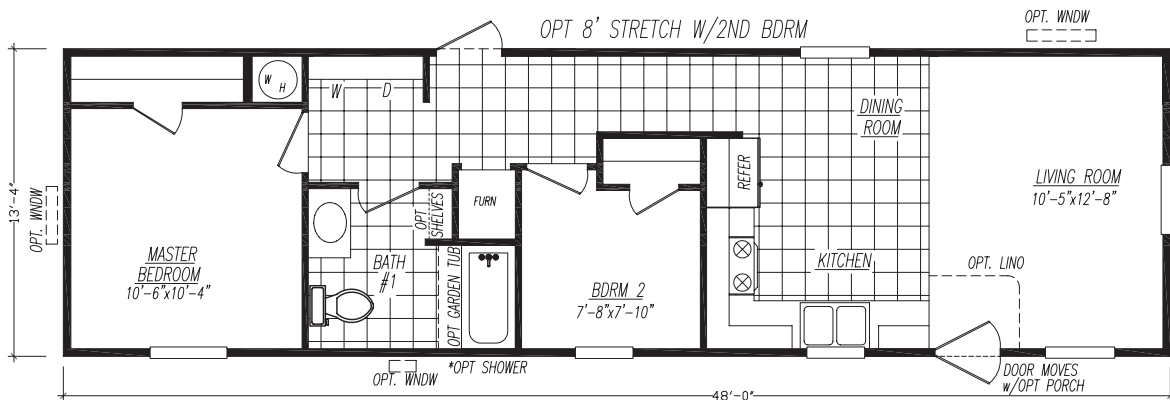 OPT 8' STRETCH W/2ND BDRM
OPT. WNDW
W
H
W D
DINING
ROOM
13'-4"
OPT. WNDW
MASTER
BEDROOM
10'-6"x10'-4"
OPT
SHELVES
FURN
BATH
#1
OPT GARDEN TUB
BDRM 2
7'-8"x7'-10"
REFER
KITCHEN
LIVING ROOM
10'-5"x12'-8"
OPT. LINO
OPT. WNDW
*OPT SHOWER
DOOR MOVES
w/OPT PORCH
48'-0"